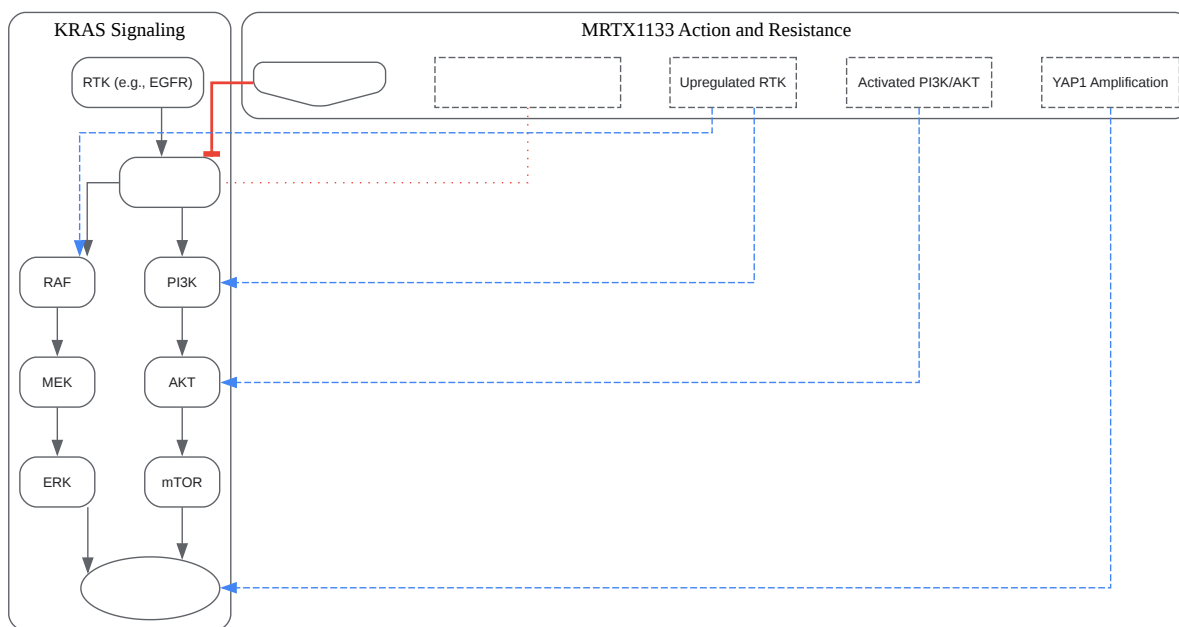 KRAS Signaling
MRTX1133 Action and Resistance
RTK (e.g., EGFR)
Upregulated RTK
Activated PI3K/AKT
YAP1 Amplification
RAF
PI3K
MEK
AKT
ERK
mTOR